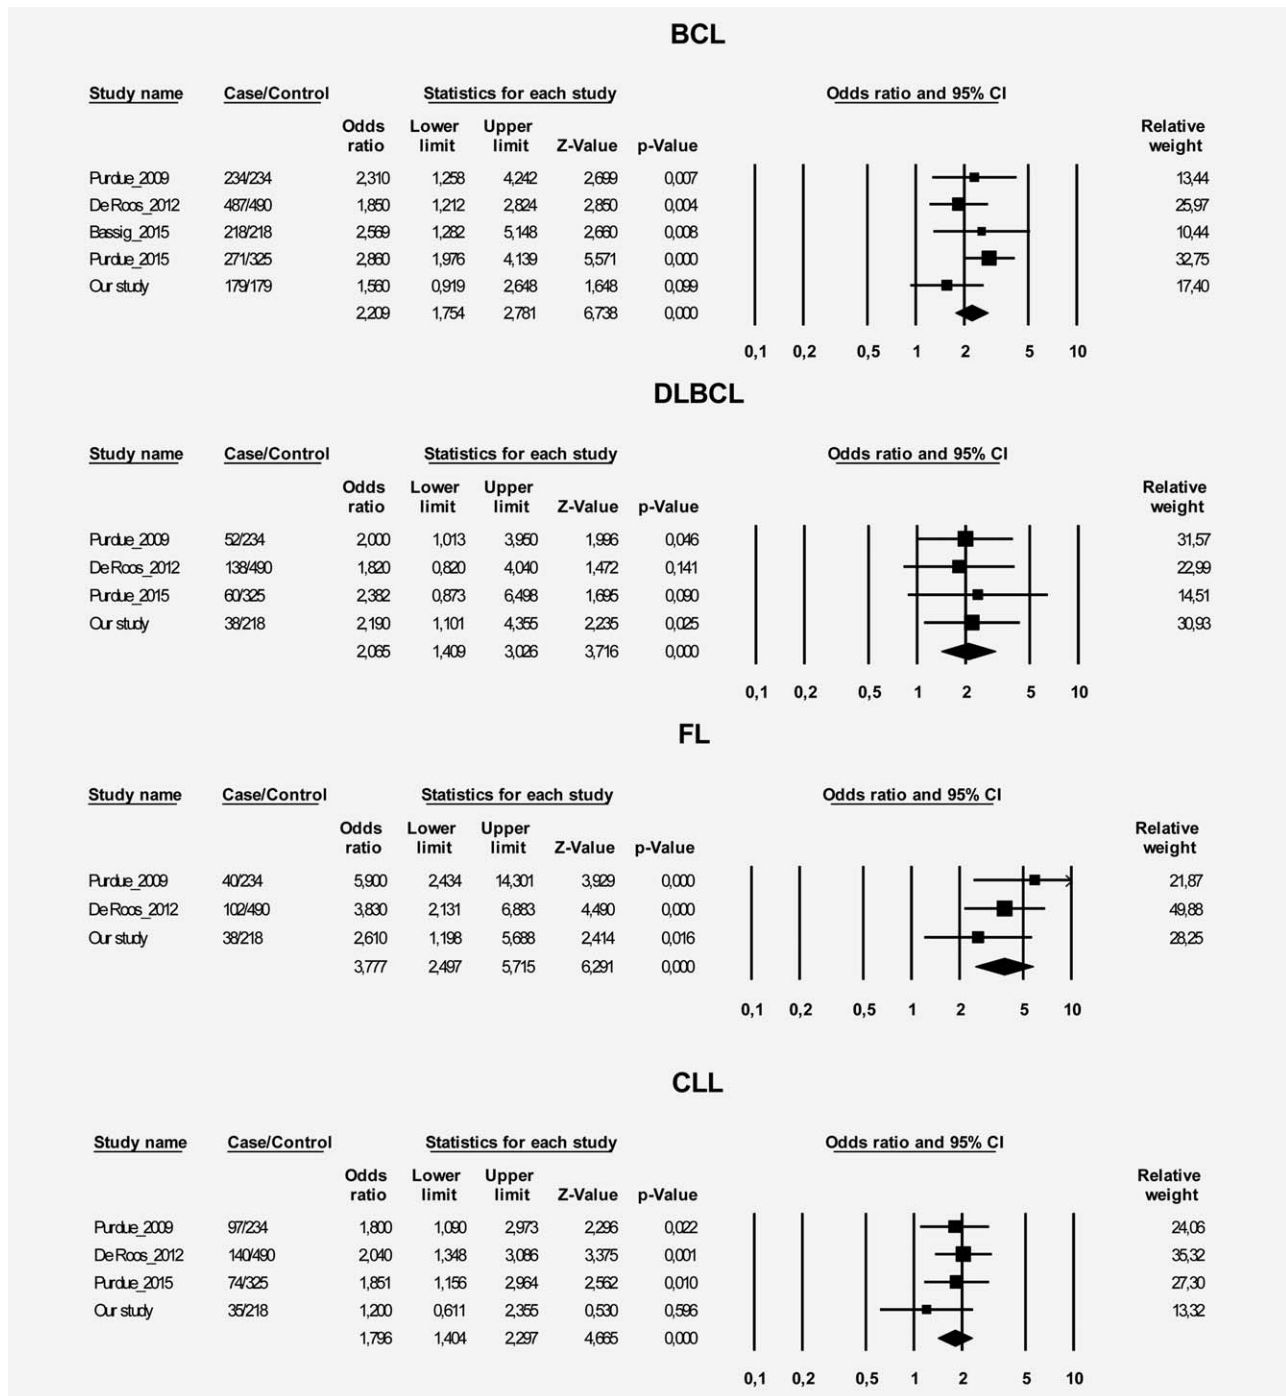 BCL
Study name Case/Control Statistics for each study Odds ratio and 95% CI
Odds Lower Upper Relative
ratio limit limit Z-Value p-Value weight
Purdue_2009 234/234 2,310 1,258 4,242 2,699 0,007 13,44
De Roos_2012 487/490 1,850 1,212 2,824 2,850 0,004 25,97
Bassig_2015 218/218 2,569 1,282 5,148 2,660 0,008 10,44
Purdue_2015 271/325 2,860 1,976 4,139 5,571 0,000 32,75
Our study 179/179 1,560 0,919 2,648 1,648 0,099 17,40
2,209 1,754 2,781 6,738 0,000
0,1 0,2 0,5 1 2 5 10
DLBCL
Study name Case/Control Statistics for each study Odds ratio and 95% CI
Odds Lower Upper Relative
ratio limit limit Z-Value p-Value weight
Purdue_2009 52/234 2,000 1,013 3,950 1,996 0,046 31,57
De Roos_2012 138/490 1,820 0,820 4,040 1,472 0,141 22,99
Purdue_2015 60/325 2,382 0,873 6,498 1,695 0,090 14,51
Our study 38/218 2,190 1,101 4,355 2,235 0,025 30,93
2,065 1,409 3,026 3,716 0,000
0,1 0,2 0,5 1 2 5 10
FL
Study name Case/Control Statistics for each study Odds ratio and 95% CI
Odds Lower Upper Relative
ratio limit limit Z-Value p-Value weight
Purdue_2009 40/234 5,900 2,434 14,301 3,929 0,000 21,87
De Roos_2012 102/490 3,830 2,131 6,883 4,490 0,000 49,88
Our study 38/218 2,610 1,198 5,688 2,414 0,016 28,25
3,777 2,497 5,715 6,291 0,000
0,1 0,2 0,5 1 2 5 10
CLL
Study name Case/Control Statistics for each study Odds ratio and 95% CI
Odds Lower Upper Relative
ratio limit limit Z-Value p-Value weight
Purdue_2009 97/234 1,800 1,090 2,973 2,296 0,022 24,06
De Roos_2012 140/490 2,040 1,348 3,086 3,375 0,001 35,32
Purdue_2015 74/325 1,851 1,156 2,964 2,562 0,010 27,30
Our study 35/218 1,200 0,611 2,355 0,530 0,596 13,32
1,796 1,404 2,297 4,665 0,000
0,1 0,2 0,5 1 2 5 10